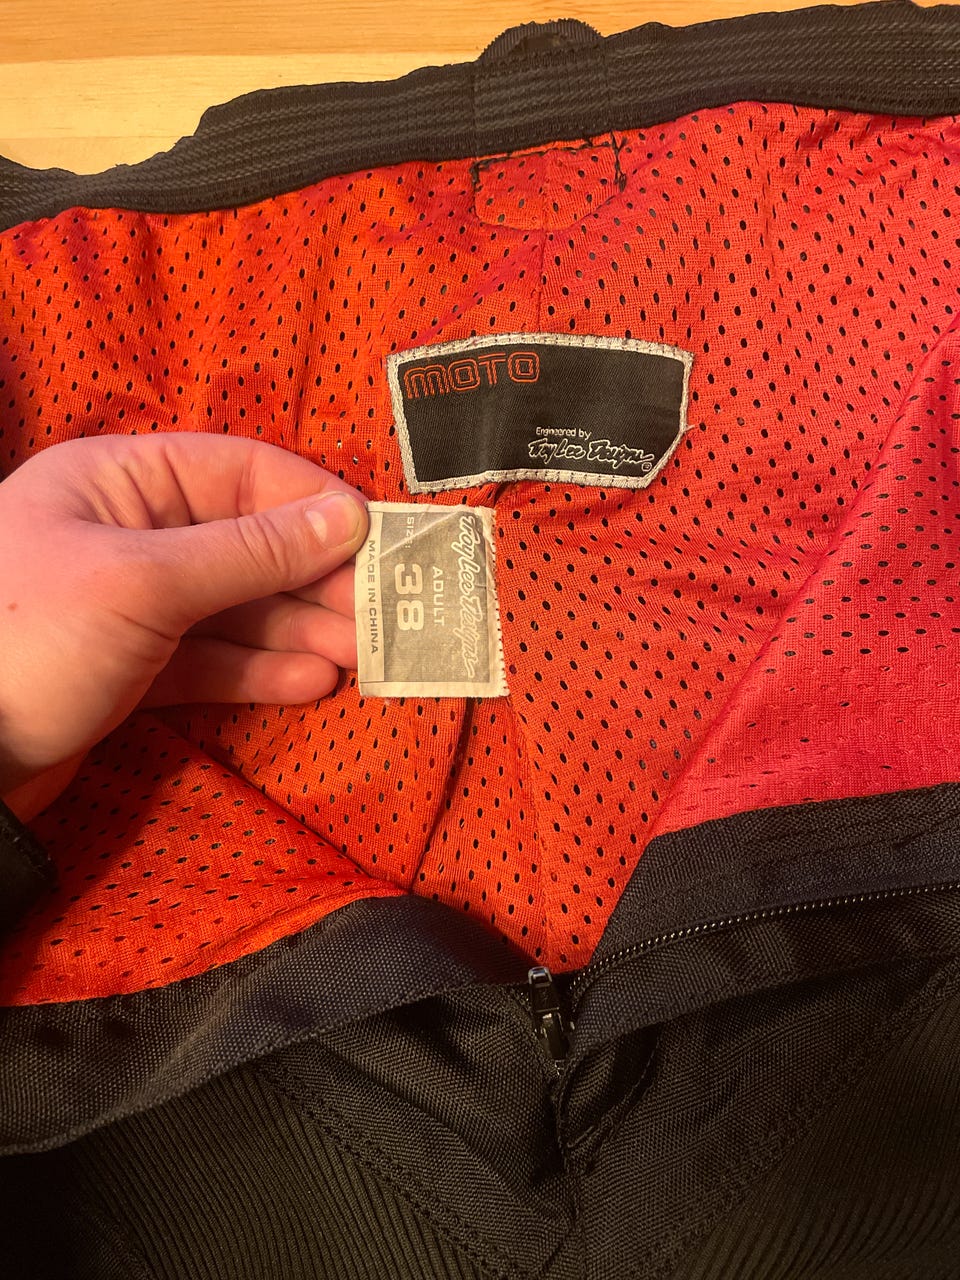 MOTO
Engineered by
Troy Lee Designs
Troy Lee Designs
ADULT
SIZE: 38
MADE IN CHINA